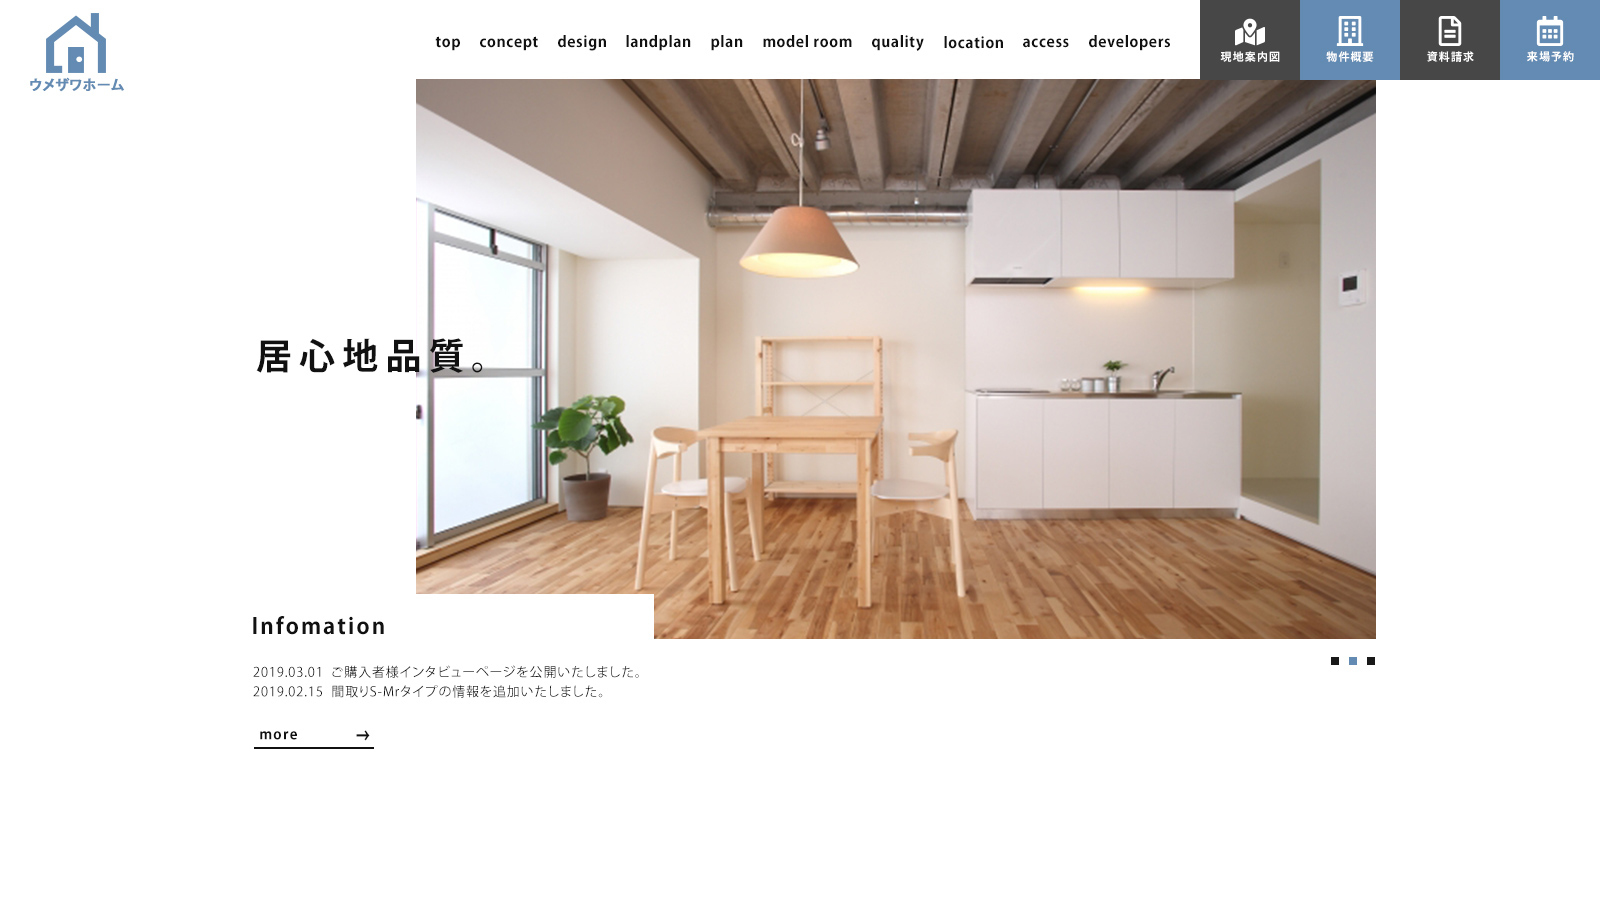 ウメザワホーム
top concept design landplan plan model room quality location access developers
現地案内図 物件概要 資料請求 来場予約
居心地品質。
Infomation
2019.03.01 ご購入者様インタビューページを公開いたしました。
2019.02.15 間取りS-Mrタイプの情報を追加いたしました。
more →